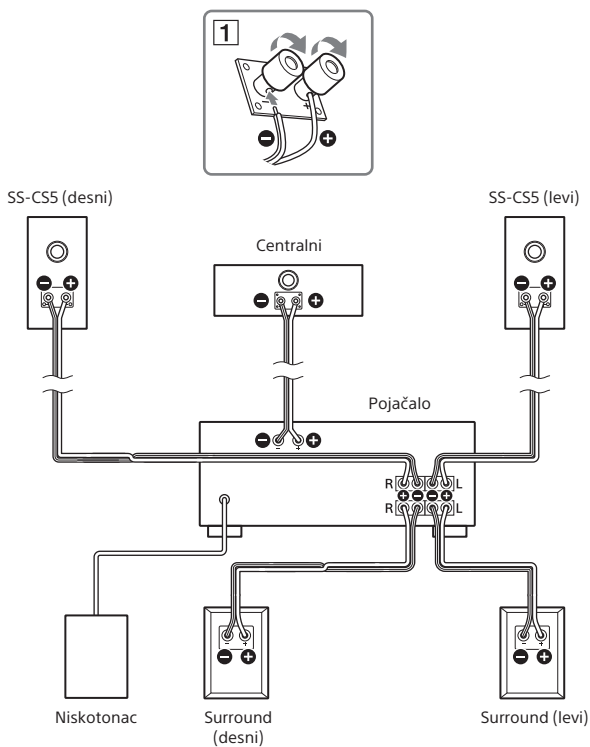 1
− +
SS-CS5 (desni)
SS-CS5 (levi)
Centralni
− +
− +
− +
Pojačalo
− +
− +
R L
+ − − +
R L
− +
− +
− +
− +
Niskotonac
Surround
(desni)
Surround (levi)